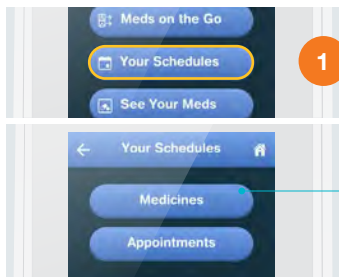 Meds on the Go
Your Schedules
1
See Your Meds
Your Schedules
Medicines
Appointments